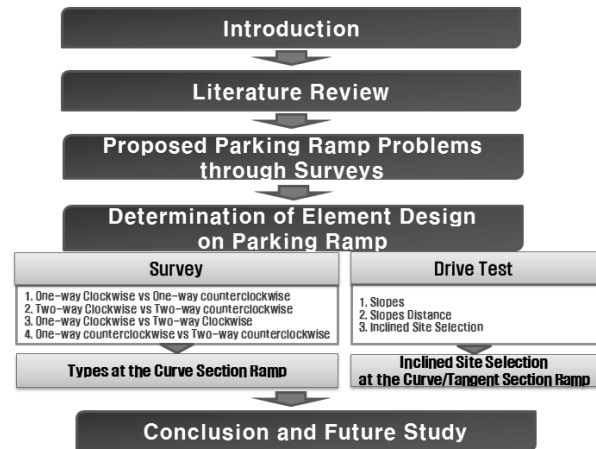 Introduction
Literature Review
Proposed Parking Ramp Problems
through Surveys
Determination of Element Design
on Parking Ramp
Survey
1. One-way Clockwise vs One-way counterclockwise
2. Two-way Clockwise vs Two-way counterclockwise
3. One-way Clockwise vs Two-way Clockwise
4. One-way counterclockwise vs Two-way counterclockwise
Types at the Curve Section Ramp
Drive Test
1. Slopes
2. Slopes Distance
3. Inclined Site Selection
Inclined Site Selection
at the Curve/Tangent Section Ramp
Conclusion and Future Study